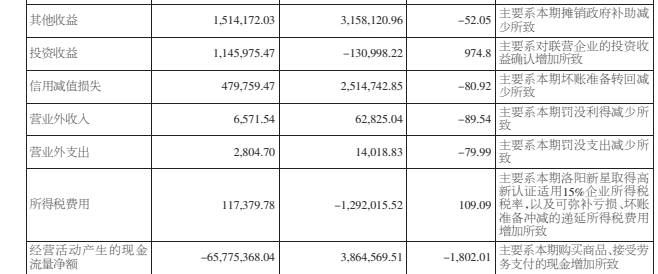 其他收益 1,514,172.03 3,158,120.96 -52.05 主要系本期摊销政府补助减
少所致
投资收益 1,145,975.47 -130,998.22 974.8 主要系对联营企业的投资收
益确认增加所致
信用减值损失 479,759.47 2,514,742.85 -80.92 主要系本期坏账准备转回减
少所致
营业外收入 6,571.54 62,825.04 -89.54 主要系本期罚没利得减少所
致
营业外支出 2,804.70 14,018.83 -79.99 主要系本期罚没支出减少所
致
所得税费用 117,379.78 -1,292,015.52 109.09 主要系本期洛阳新星取得高
新认证适用15%企业所得税
税率,以及可弥补亏损、坏账
准备冲减的递延所得税费用
增加所致
经营活动产生的现金
流量净额 -65,775,368.04 3,864,569.51 -1,802.01 主要系本期购买商品、接受劳
务支付的现金增加所致